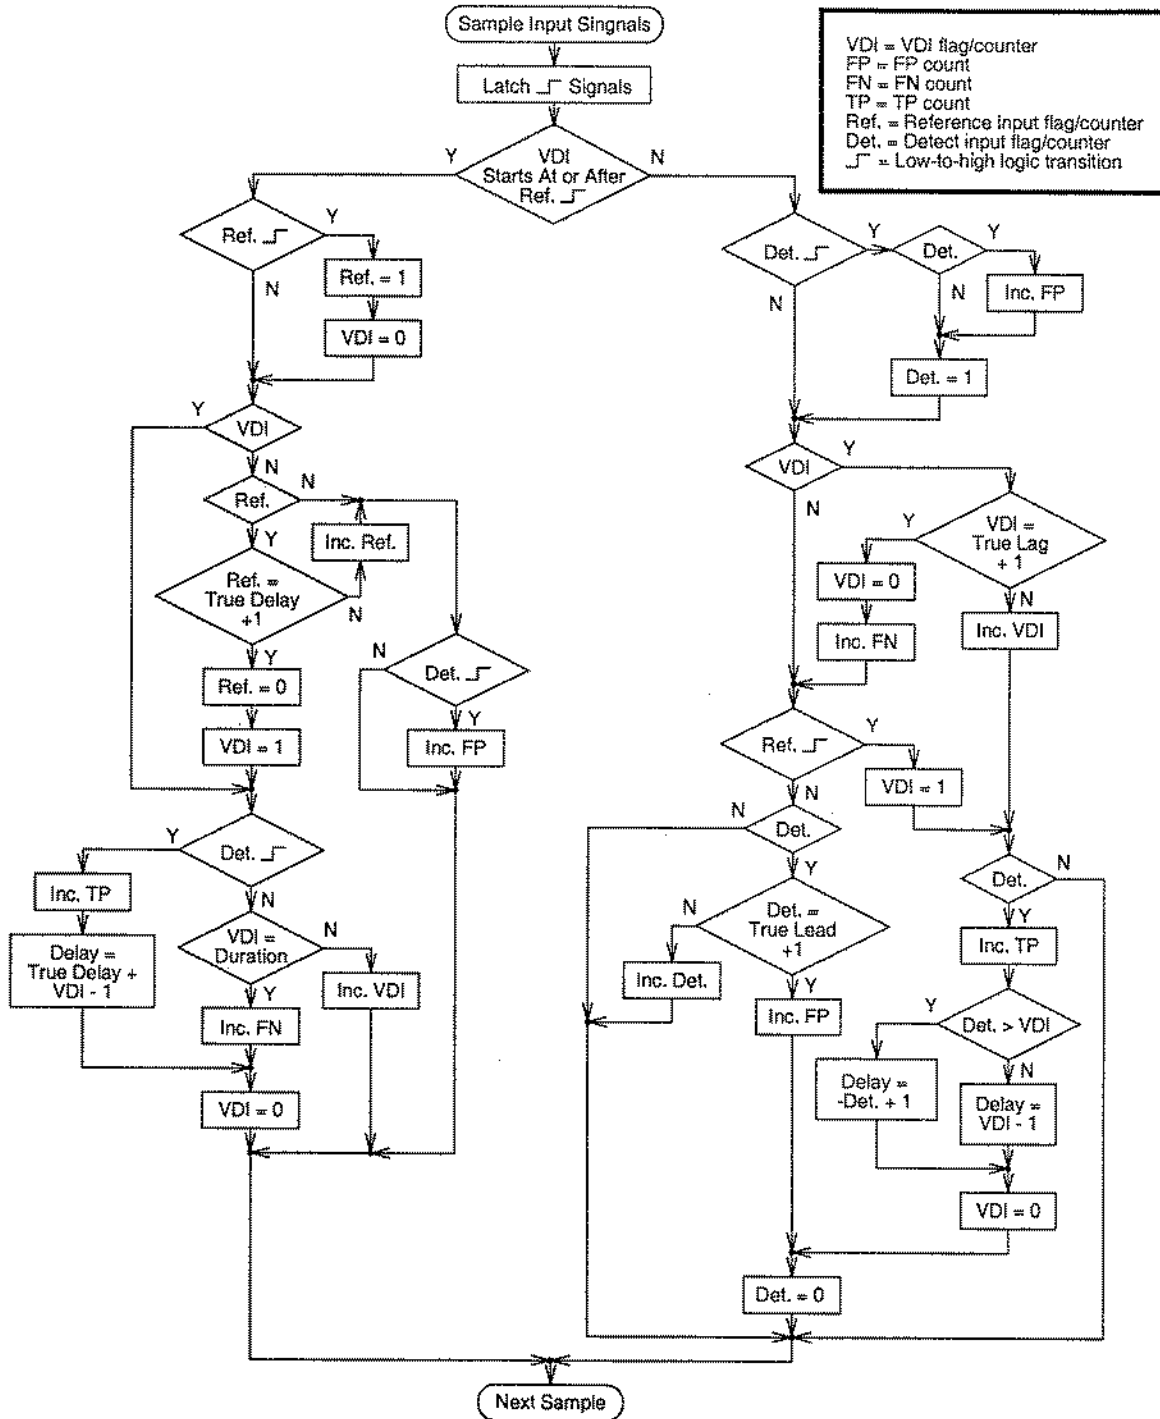 Sample Input Singnals
Latch Signals
VDI
Starts At or After
Ref.
Y
N
VDI = VDI flag/counter
FP = FP count
FN = FN count
TP = TP count
Ref. = Reference input flag/counter
Det. = Detect input flag/counter
= Low-to-high logic transition
Ref.
Y
N
Ref. = 1
VDI = 0
Y
VDI
N
Ref.
N
Y
Inc. Ref.
Ref. =
True Delay
+1
N
Y
Ref. = 0
VDI = 1
N
Det.
Y
Inc. FP
Y
Det.
N
Inc. TP
Delay =
True Delay +
VDI - 1
VDI =
Duration
N
Y
Inc. VDI
Inc. FN
VDI = 0
Det.
Y
N
Det.
Y
N
Inc. FP
Det. = 1
VDI
Y
N
VDI =
True Lag
+ 1
Y
N
VDI = 0
Inc. FN
Inc. VDI
Ref.
Y
N
VDI = 1
N
Det.
Y
Det. =
True Lead
+1
N
Y
Inc. Det.
Inc. FP
Det.
N
Y
Inc. TP
Det. > VDI
Y
N
Delay =
-Det. + 1
Delay =
VDI - 1
VDI = 0
Det. = 0
Next Sample